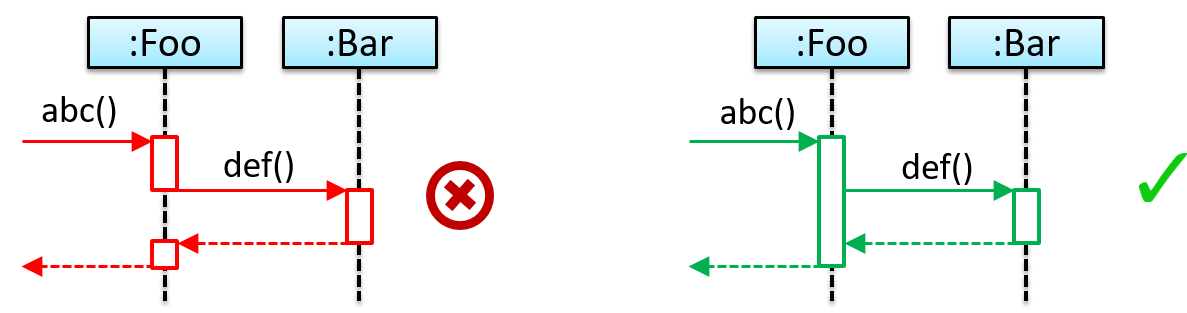 :Foo
:Bar
abc()
def()
:Foo
:Bar
abc()
def()